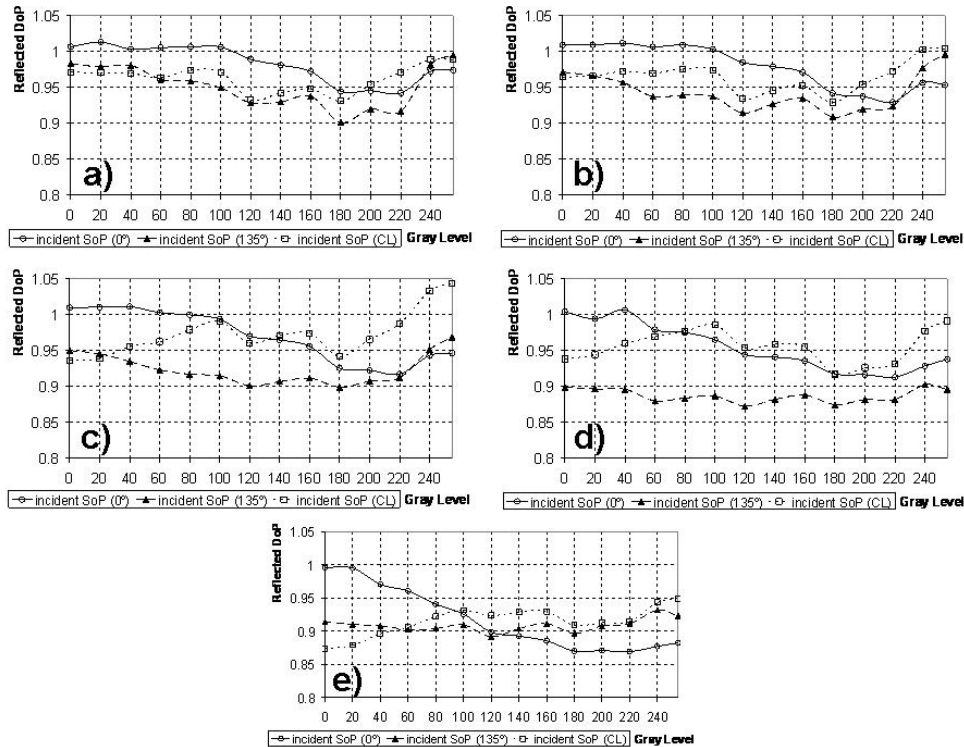 Reflected DoP
1.05
1
0.95
0.9
0.85
0.8
a)
0 20 40 60 80 100 120 140 160 180 200 220 240
incident SoP (0º) incident SoP (135º) incident SoP (CL) Gray Level
Reflected DoP
1.05
1
0.95
0.9
0.85
0.8
b)
0 20 40 60 80 100 120 140 160 180 200 220 240
incident SoP (0º) incident SoP (135º) incident SoP (CL) Gray Level
Reflected DoP
1.05
1
0.95
0.9
0.85
0.8
c)
0 20 40 60 80 100 120 140 160 180 200 220 240
incident SoP (0º) incident SoP (135º) incident SoP (CL) Gray Level
Reflected DoP
1.05
1
0.95
0.9
0.85
0.8
d)
0 20 40 60 80 100 120 140 160 180 200 220 240
incident SoP (0º) incident SoP (135º) incident SoP (CL) Gray Level
Reflected DoP
1.05
1
0.95
0.9
0.85
0.8
e)
0 20 40 60 80 100 120 140 160 180 200 220 240
incident SoP (0º) incident SoP (135º) incident SoP (CL) Gray Level